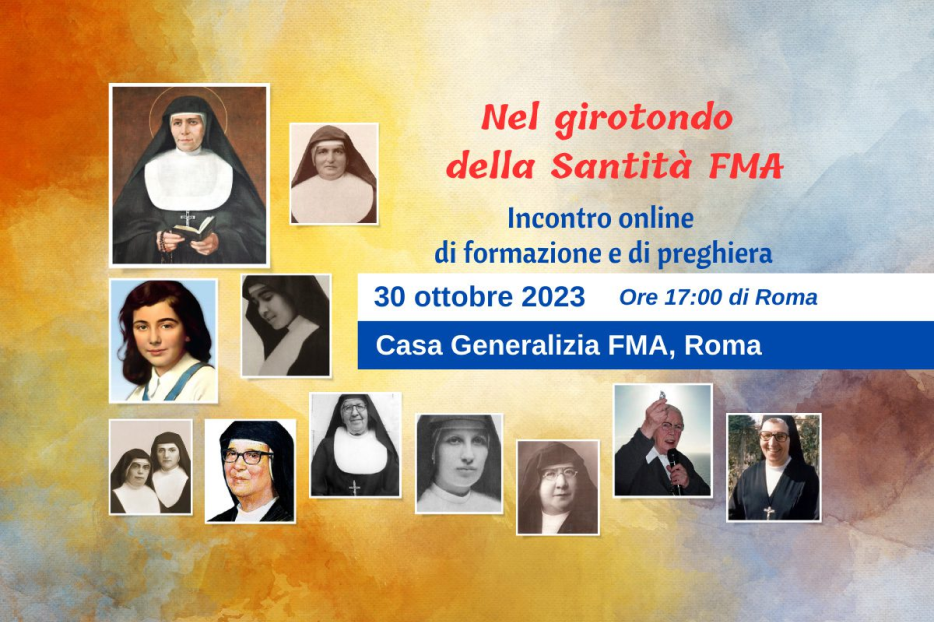 Nel girotondo
della Santità FMA
Incontro online
di formazione e di preghiera
30 ottobre 2023 Ore 17:00 di Roma
Casa Generalizia FMA, Roma